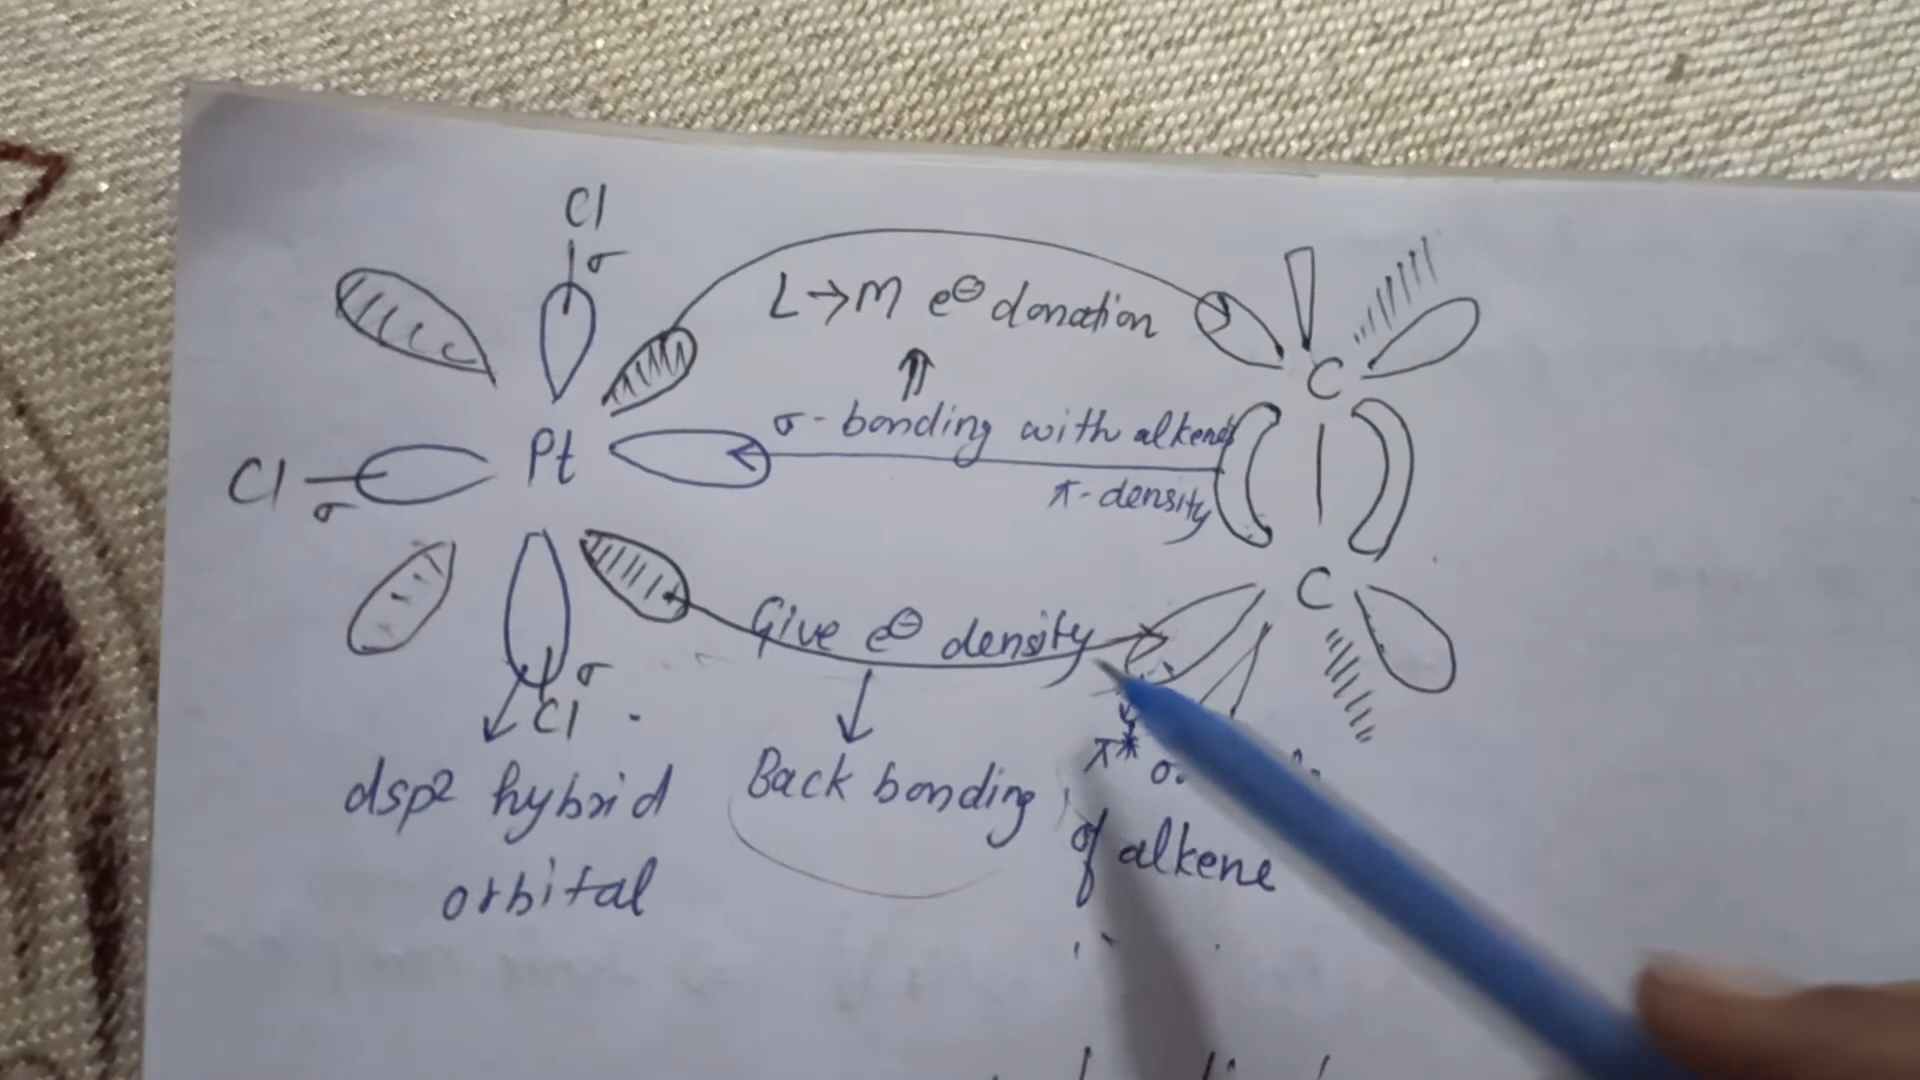 Cl
σ
L→M e⊖ donation
C
σ-bonding with alkene
Cl
σ
Pt
π-density
C
Give e⊖ density
σ
Cl
π*
dsp² hybrid
orbital
Back bonding
of alkene